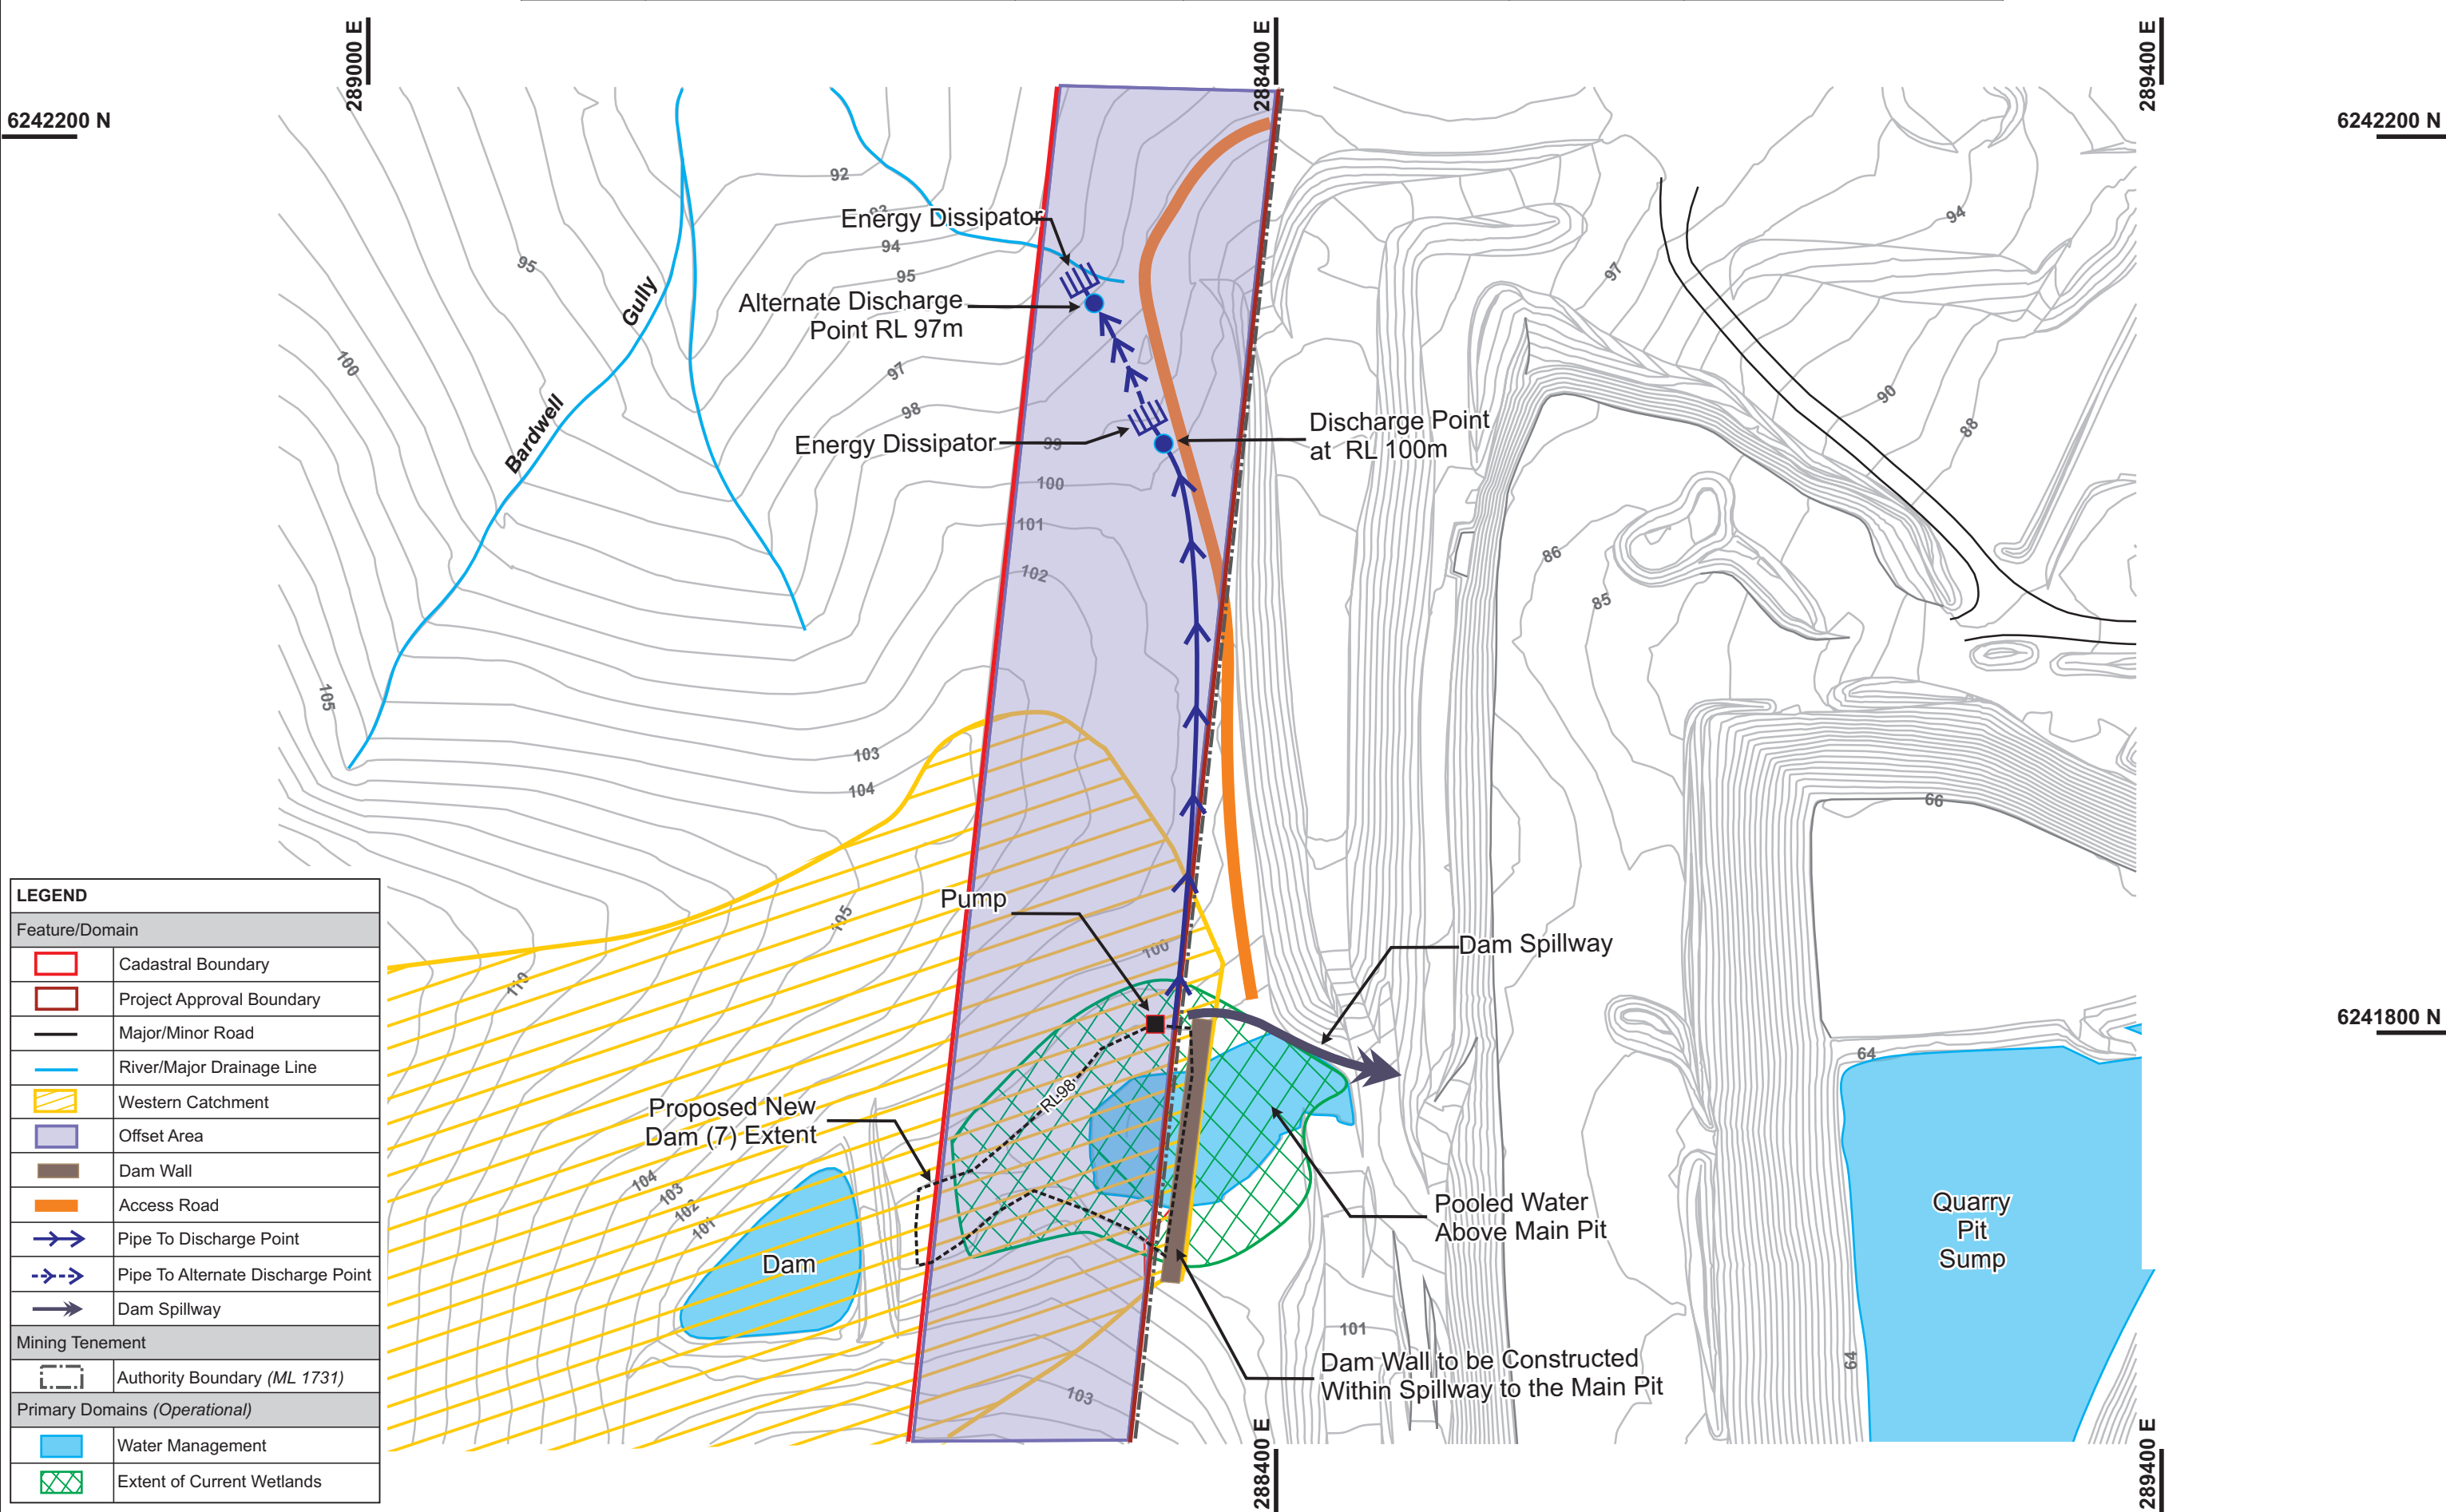 289000 E
288400 E
289400 E
6242200 N
6242200 N
92
93
Energy Dissipator
94
94
95
95
97
Gully
Alternate Discharge
Point RL 97m
100
97
90
98
88
Bardwell
Discharge Point
at RL 100m
Energy Dissipator
99
100
101
86
102
85
105
103
104
66
Pump
105
100
Dam Spillway
110
6241800 N
64
RL98
Proposed New
Dam (7) Extent
104
103
102
101
Pooled Water
Above Main Pit
Quarry
Pit
Sump
Dam
101
64
Dam Wall to be Constructed
Within Spillway to the Main Pit
103
288400 E
289400 E
LEGEND
Feature/Domain
Cadastral Boundary
Project Approval Boundary
Major/Minor Road
River/Major Drainage Line
Western Catchment
Offset Area
Dam Wall
Access Road
Pipe To Discharge Point
Pipe To Alternate Discharge Point
Dam Spillway
Mining Tenement
Authority Boundary (ML 1731)
Primary Domains (Operational)
Water Management
Extent of Current Wetlands